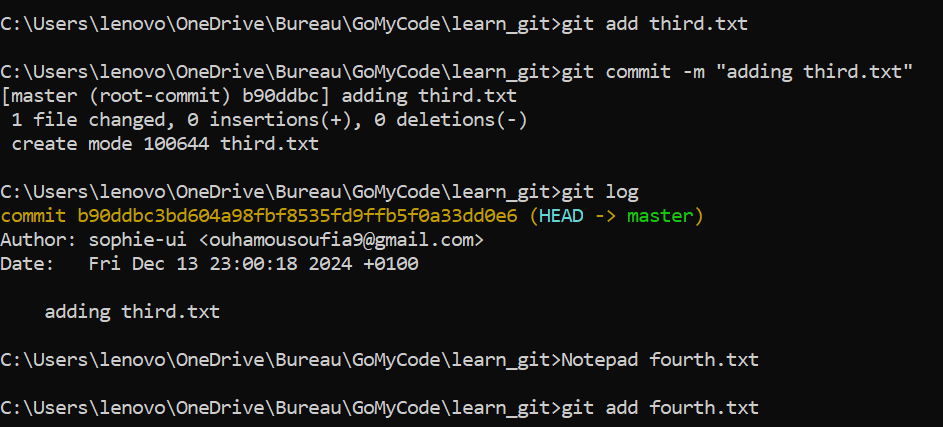 C:\Users\lenovo\OneDrive\Bureau\GoMyCode\learn_git>git add third.txt
C:\Users\lenovo\OneDrive\Bureau\GoMyCode\learn_git>git commit -m "adding third.txt"
[master (root-commit) b90ddbc] adding third.txt
 1 file changed, 0 insertions(+), 0 deletions(-)
 create mode 100644 third.txt
C:\Users\lenovo\OneDrive\Bureau\GoMyCode\learn_git>git log
commit b90ddbc3bd604a98fbf8535fd9ffb5f0a33dd0e6 (HEAD -> master)
Author: sophie-ui <ouhamousoufia9@gmail.com>
Date:   Fri Dec 13 23:00:18 2024 +0100
    adding third.txt
C:\Users\lenovo\OneDrive\Bureau\GoMyCode\learn_git>Notepad fourth.txt
C:\Users\lenovo\OneDrive\Bureau\GoMyCode\learn_git>git add fourth.txt